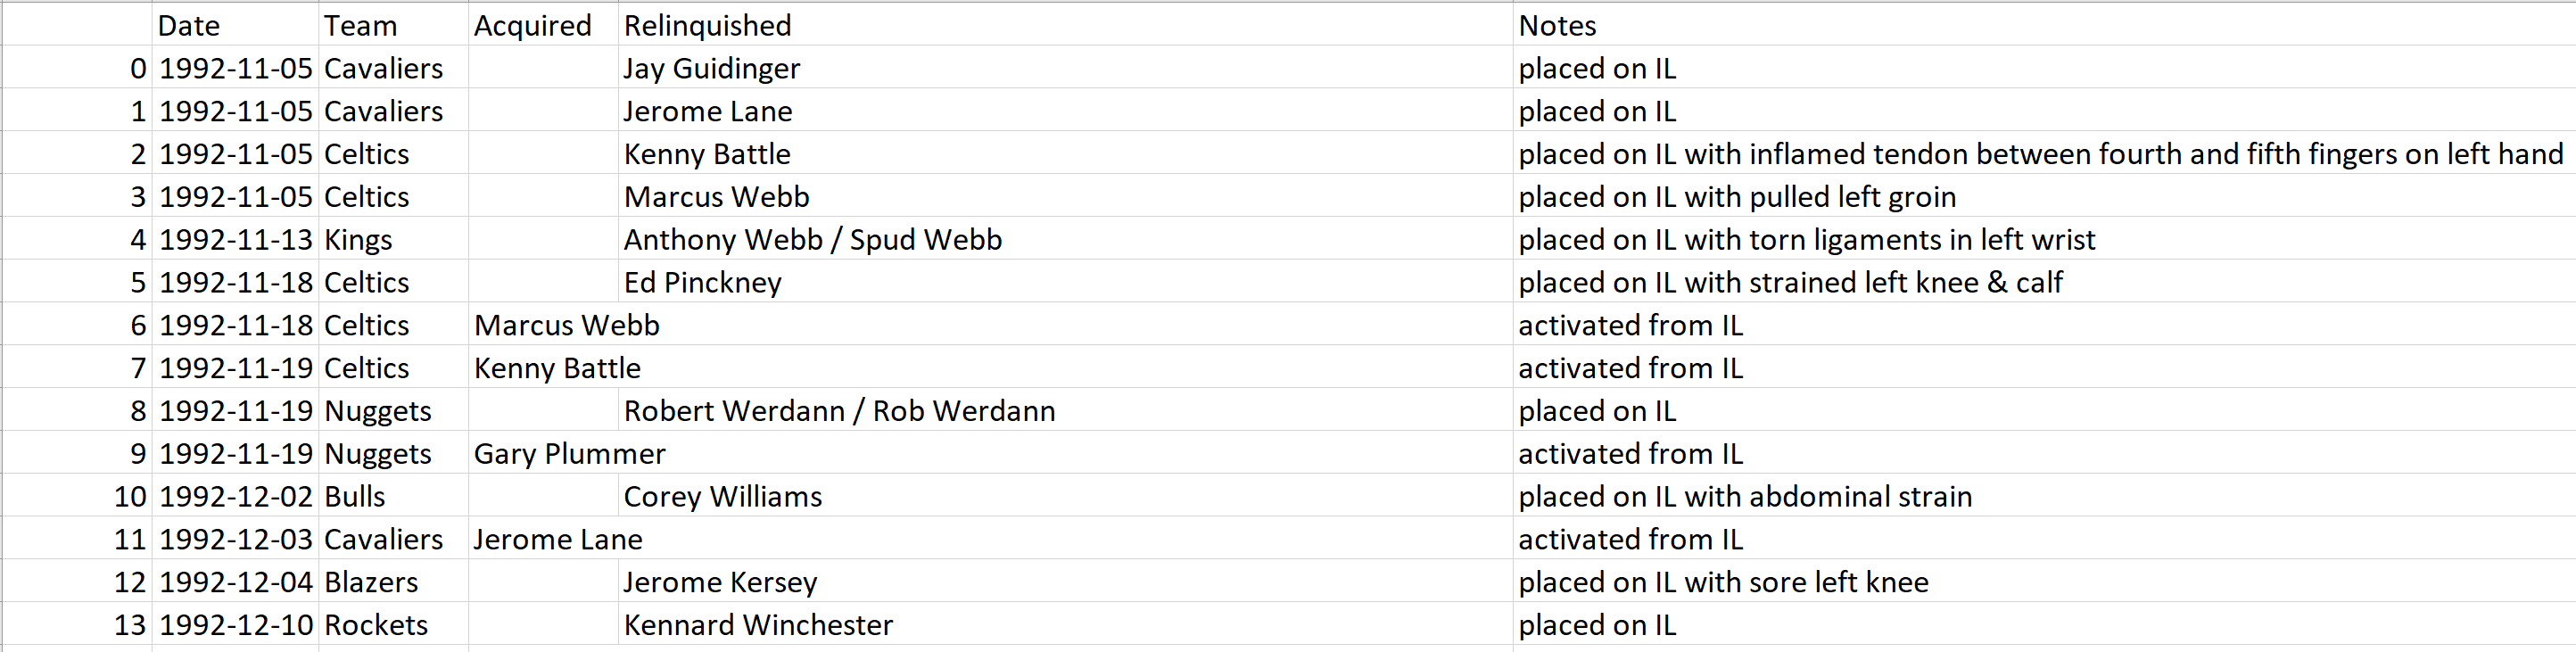 Date Team Acquired Relinquished Notes
0 1992-11-05 Cavaliers Jay Guidinger placed on IL
1 1992-11-05 Cavaliers Jerome Lane placed on IL
2 1992-11-05 Celtics Kenny Battle placed on IL with inflamed tendon between fourth and fifth fingers on left hand
3 1992-11-05 Celtics Marcus Webb placed on IL with pulled left groin
4 1992-11-13 Kings Anthony Webb / Spud Webb placed on IL with torn ligaments in left wrist
5 1992-11-18 Celtics Ed Pinckney placed on IL with strained left knee & calf
6 1992-11-18 Celtics Marcus Webb activated from IL
7 1992-11-19 Celtics Kenny Battle activated from IL
8 1992-11-19 Nuggets Robert Werdann / Rob Werdann placed on IL
9 1992-11-19 Nuggets Gary Plummer activated from IL
10 1992-12-02 Bulls Corey Williams placed on IL with abdominal strain
11 1992-12-03 Cavaliers Jerome Lane activated from IL
12 1992-12-04 Blazers Jerome Kersey placed on IL with sore left knee
13 1992-12-10 Rockets Kennard Winchester placed on IL